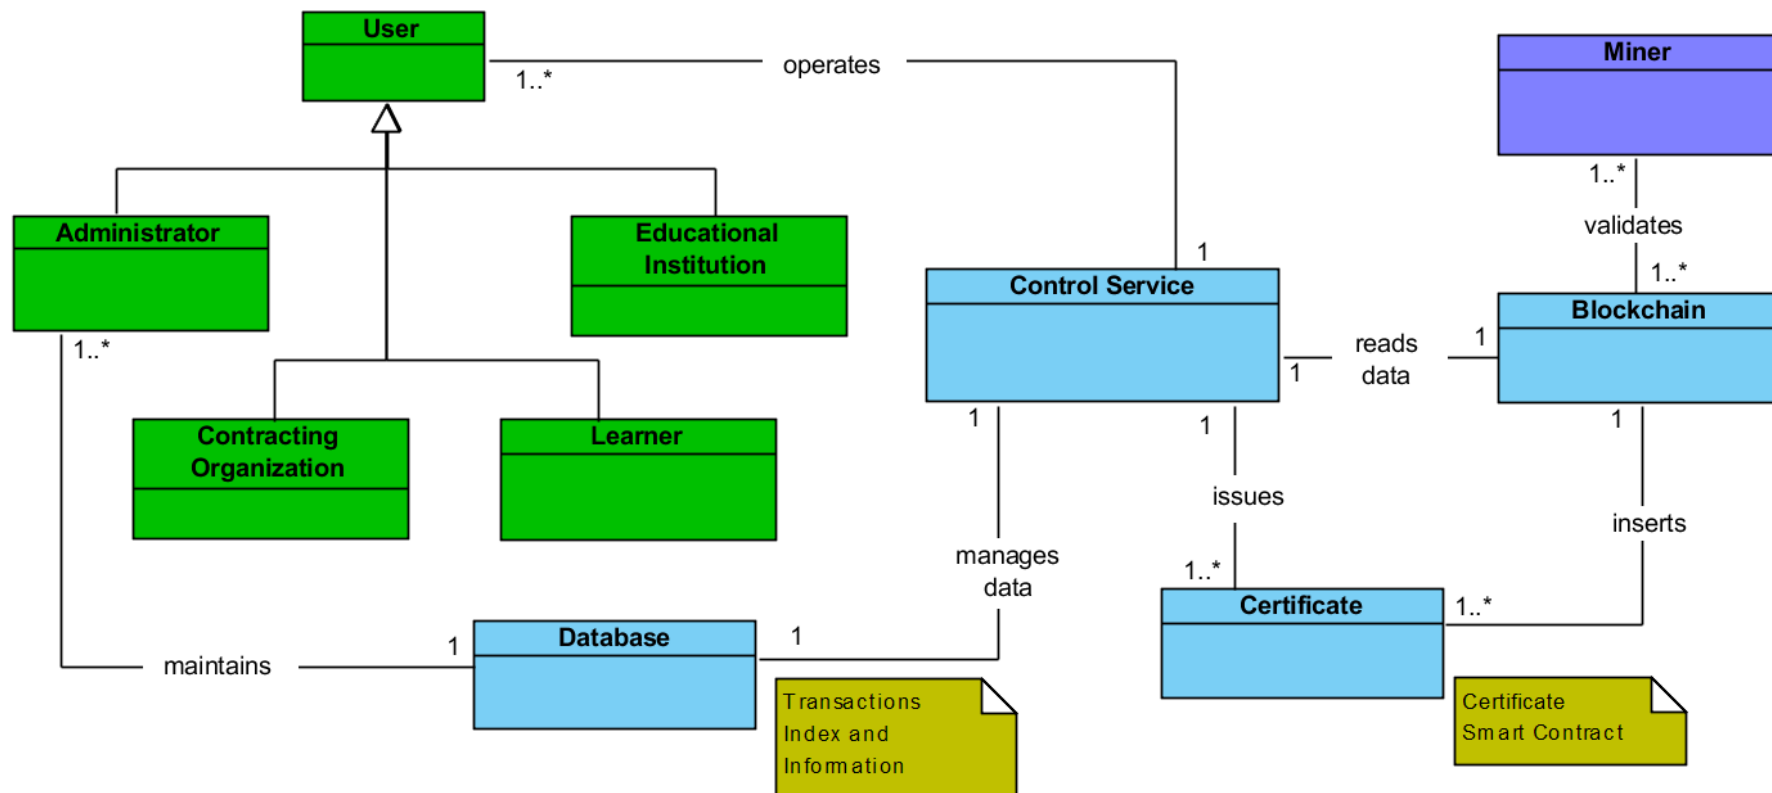 User
operates
1..*
Miner
1..*
validates
1..*
Administrator
Educational
Institution
1
Control Service
Blockchain
1..*
reads
data
1
1
1
1
1
Contracting
Organization
Learner
issues
inserts
manages
data
1..*
Certificate
1..*
Database
1
1
maintains
Transactions
Index and
Information
Certificate
Smart Contract